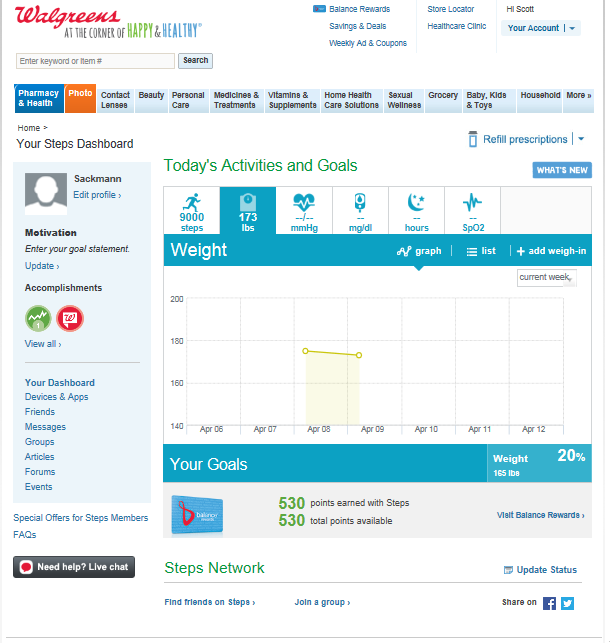 Walgreens
AT THE CORNER OF HAPPY & HEALTHY
Balance Rewards
Savings & Deals
Weekly Ad & Coupons
Store Locator
Healthcare Clinic
Hi Scott
Your Account
Enter keyword or item #
Search
Pharmacy & Health
Photo
Contact Lenses
Beauty
Personal Care
Medicines & Treatments
Vitamins & Supplements
Home Health Care Solutions
Sexual Wellness
Grocery
Baby, Kids & Toys
Household
More »
Home >
Your Steps Dashboard
Refill prescriptions
Sackmann
Edit profile ›
Motivation
Enter your goal statement.
Update ›
Accomplishments
1
View all ›
Your Dashboard
Devices & Apps
Friends
Messages
Groups
Articles
Forums
Events
Special Offers for Steps Members
FAQs
Need help? Live chat
Today's Activities and Goals
WHAT'S NEW
9000 steps
173 lbs
--/-- mmHg
-- mg/dl
-- hours
-- SpO2
Weight
graph
list
+ add weigh-in
current week
200
180
160
140
Apr 06
Apr 07
Apr 08
Apr 09
Apr 10
Apr 11
Apr 12
Your Goals
Weight
165 lbs
20%
balance
rewards
530 points earned with Steps
530 total points available
Visit Balance Rewards ›
Steps Network
Update Status
Find friends on Steps ›
Join a group ›
Share on